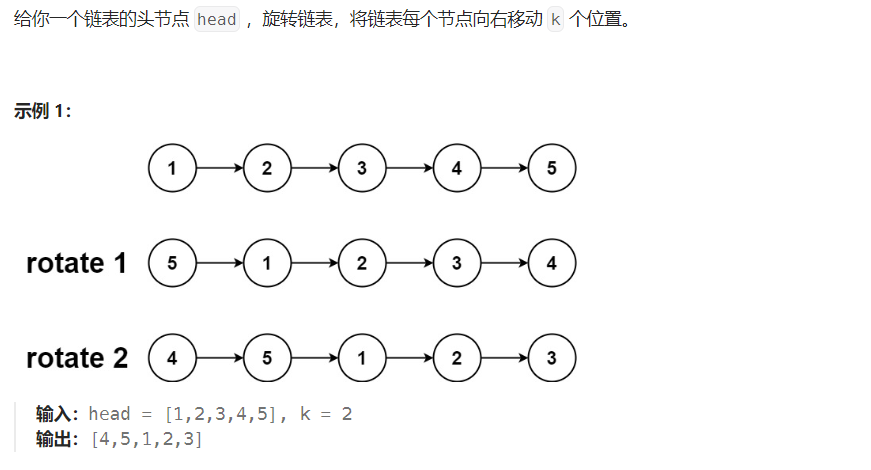 给你一个链表的头节点 head ，旋转链表，将链表每个节点向右移动 k 个位置。
示例 1：
1 2 3 4 5
rotate 1 5 1 2 3 4
rotate 2 4 5 1 2 3
输入：head = [1,2,3,4,5], k = 2
输出：[4,5,1,2,3]